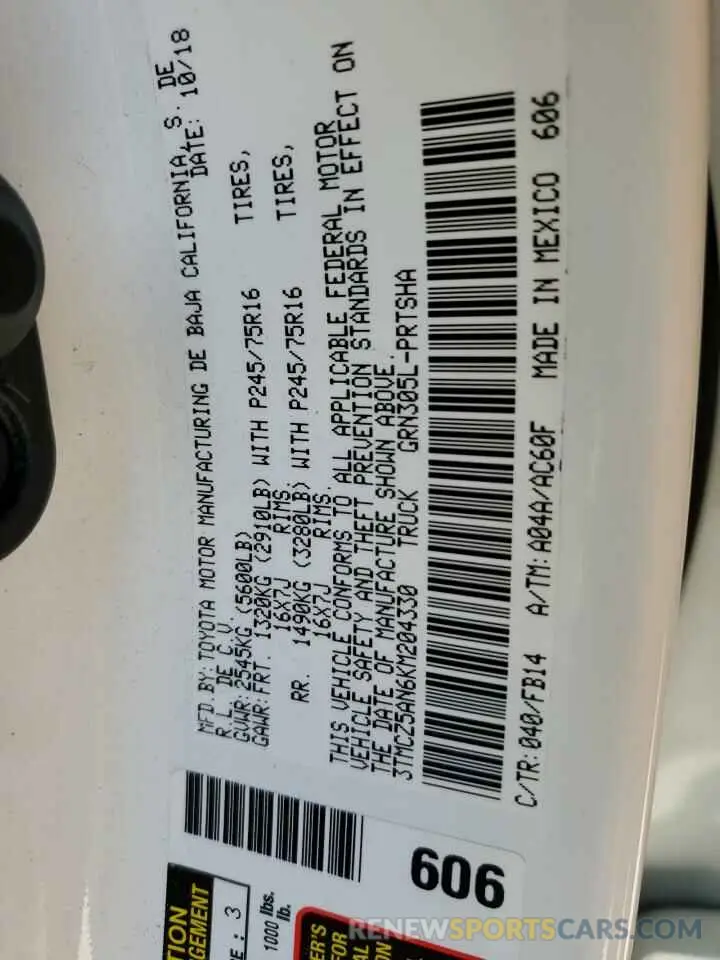 MFD. BY: TOYOTA MOTOR MANUFACTURING DE BAJA CALIFORNIA, S. DE
R.L. DE C.V. DATE: 10/18
GVWR: 2545KG (5600LB)
GAWR: FRT. 1320KG (2910LB) WITH P245/75R16 TIRES,
16X7J RIMS.
RR. 1490KG (3280LB) WITH P245/75R16 TIRES,
16X7J RIMS.
THIS VEHICLE CONFORMS TO ALL APPLICABLE FEDERAL MOTOR
VEHICLE SAFETY AND THEFT PREVENTION STANDARDS IN EFFECT ON
THE DATE OF MANUFACTURE SHOWN ABOVE.
3TMCZ5AN6KM204330 TRUCK GRN305L-PRTSHA
C/TR: 040/FB14 A/TM: A04A/AC60F MADE IN MEXICO 606
606
3
1000 lbs.
lb.
FOR
RENEWSPORTSCARS.COM